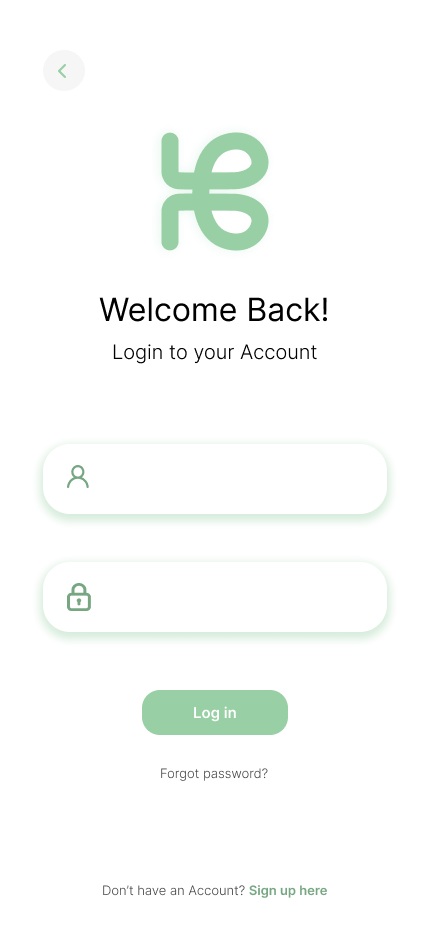 Welcome Back!
Login to your Account
Log in
Forgot password?
Don't have an Account? Sign up here